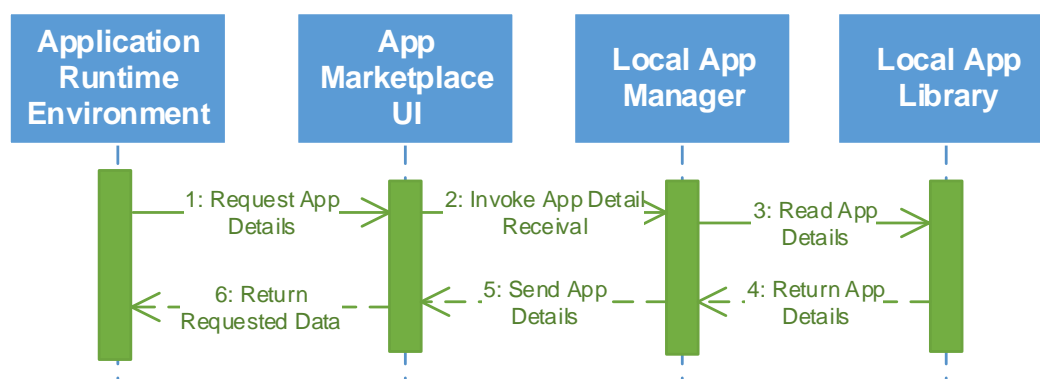 Application
Runtime
Environment
App
Marketplace
UI
Local App
Manager
Local App
Library
1: Request App
Details
2: Invoke App Detail
Receival
3: Read App
Details
6: Return
Requested Data
5: Send App
Details
4: Return App
Details